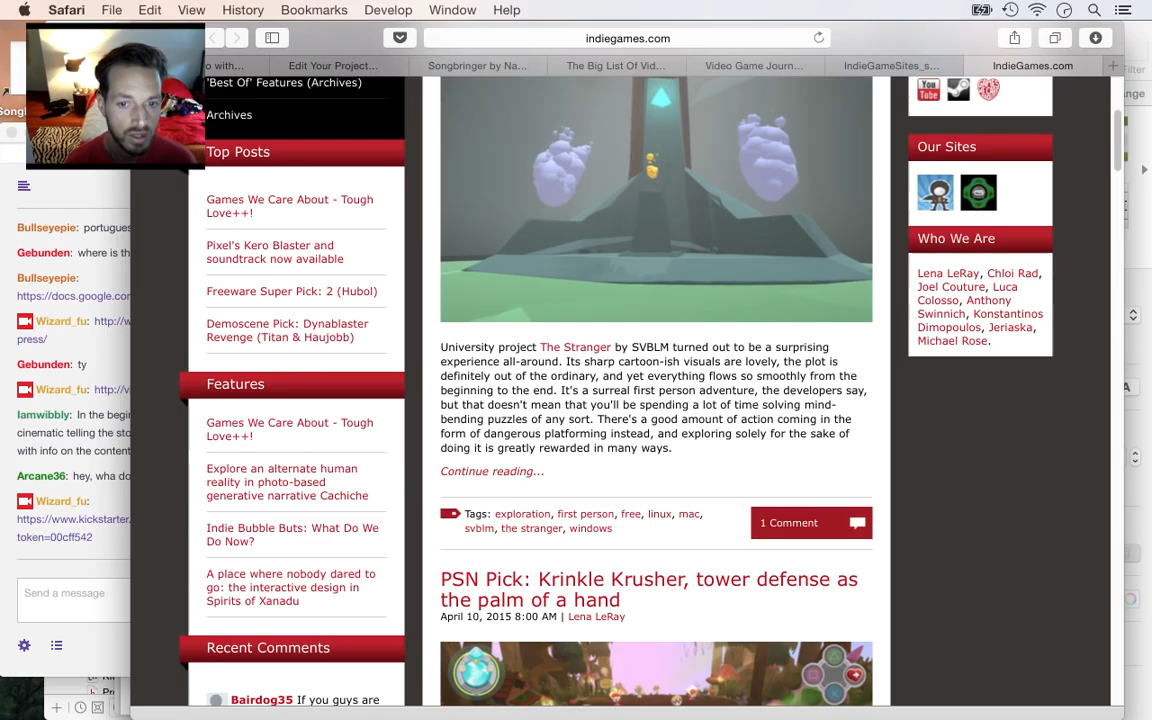 Safari File Edit View History Bookmarks Develop Window Help
indiegames.com
o with... Edit Your Project... Songbringer by Na... The Big List Of Vid... Video Game Journ... IndieGameSites_s... IndieGames.com
Filter
ange
Songl
Bullseyepie: portugues
Gebunden: where is th
Bullseyepie:
https://docs.google.cor
Wizard_fu: http://w
press/
Gebunden: ty
Wizard_fu: http://v
Iamwibbly: In the begin
cinematic telling the sto
with info on the content
Arcane36: hey, wha do
Wizard_fu:
https://www.kickstarter.
token=00cff542
Send a message
'Best Of' Features (Archives)
Archives
Top Posts
Games We Care About - Tough
Love++!
Pixel's Kero Blaster and
soundtrack now available
Freeware Super Pick: 2 (Hubol)
Demoscene Pick: Dynablaster
Revenge (Titan & Haujobb)
Features
Games We Care About - Tough
Love++!
Explore an alternate human
reality in photo-based
generative narrative Cachiche
Indie Bubble Buts: What Do We
Do Now?
A place where nobody dared to
go: the interactive design in
Spirits of Xanadu
Recent Comments
Bairdog35 If you guys are
University project The Stranger by SVBLM turned out to be a surprising
experience all-around. Its sharp cartoon-ish visuals are lovely, the plot is
definitely out of the ordinary, and yet everything flows so smoothly from the
beginning to the end. It's a surreal first person adventure, the developers say,
but that doesn't mean that you'll be spending a lot of time solving mind-
bending puzzles of any sort. There's a good amount of action coming in the
form of dangerous platforming instead, and exploring solely for the sake of
doing it is greatly rewarded in many ways.
Continue reading...
Tags: exploration, first person, free, linux, mac,
svblm, the stranger, windows
1 Comment
PSN Pick: Krinkle Krusher, tower defense as
the palm of a hand
April 10, 2015 8:00 AM | Lena LeRay
You
Tube
Our Sites
Who We Are
Lena LeRay, Chloi Rad,
Joel Couture, Luca
Colosso, Anthony
Swinnich, Konstantinos
Dimopoulos, Jeriaska,
Michael Rose.
A